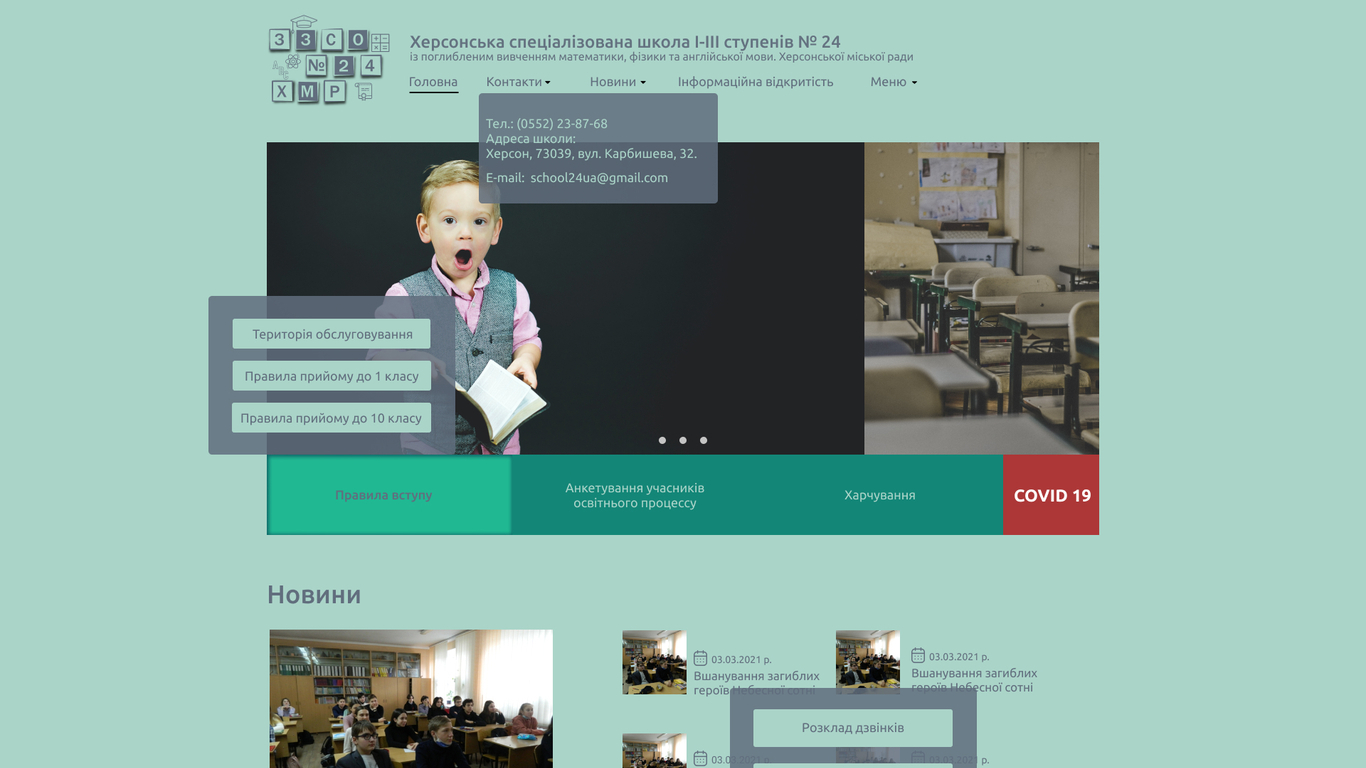 З З С О
№ 2 4
Х М Р
Херсонська спеціалізована школа І-ІІІ ступенів № 24
із поглибленим вивченням математики, фізики та англійської мови. Херсонської міської ради
Головна
Контакти
Новини
Інформаційна відкритість
Меню
Тел.: (0552) 23-87-68
Адреса школи:
Херсон, 73039, вул. Карбишева, 32.
E-mail: school24ua@gmail.com
Територія обслуговування
Правила прийому до 1 класу
Правила прийому до 10 класу
Правила вступу
Анкетування учасників
освітнього процессу
Харчування
COVID 19
Новини
03.03.2021 р.
Вшанування загиблих
героїв Небесної сотні
03.03.2021 р.
Вшанування загиблих
героїв Небесної сотні
Розклад дзвінків
03.03.2021 р.
03.03.2021 р.